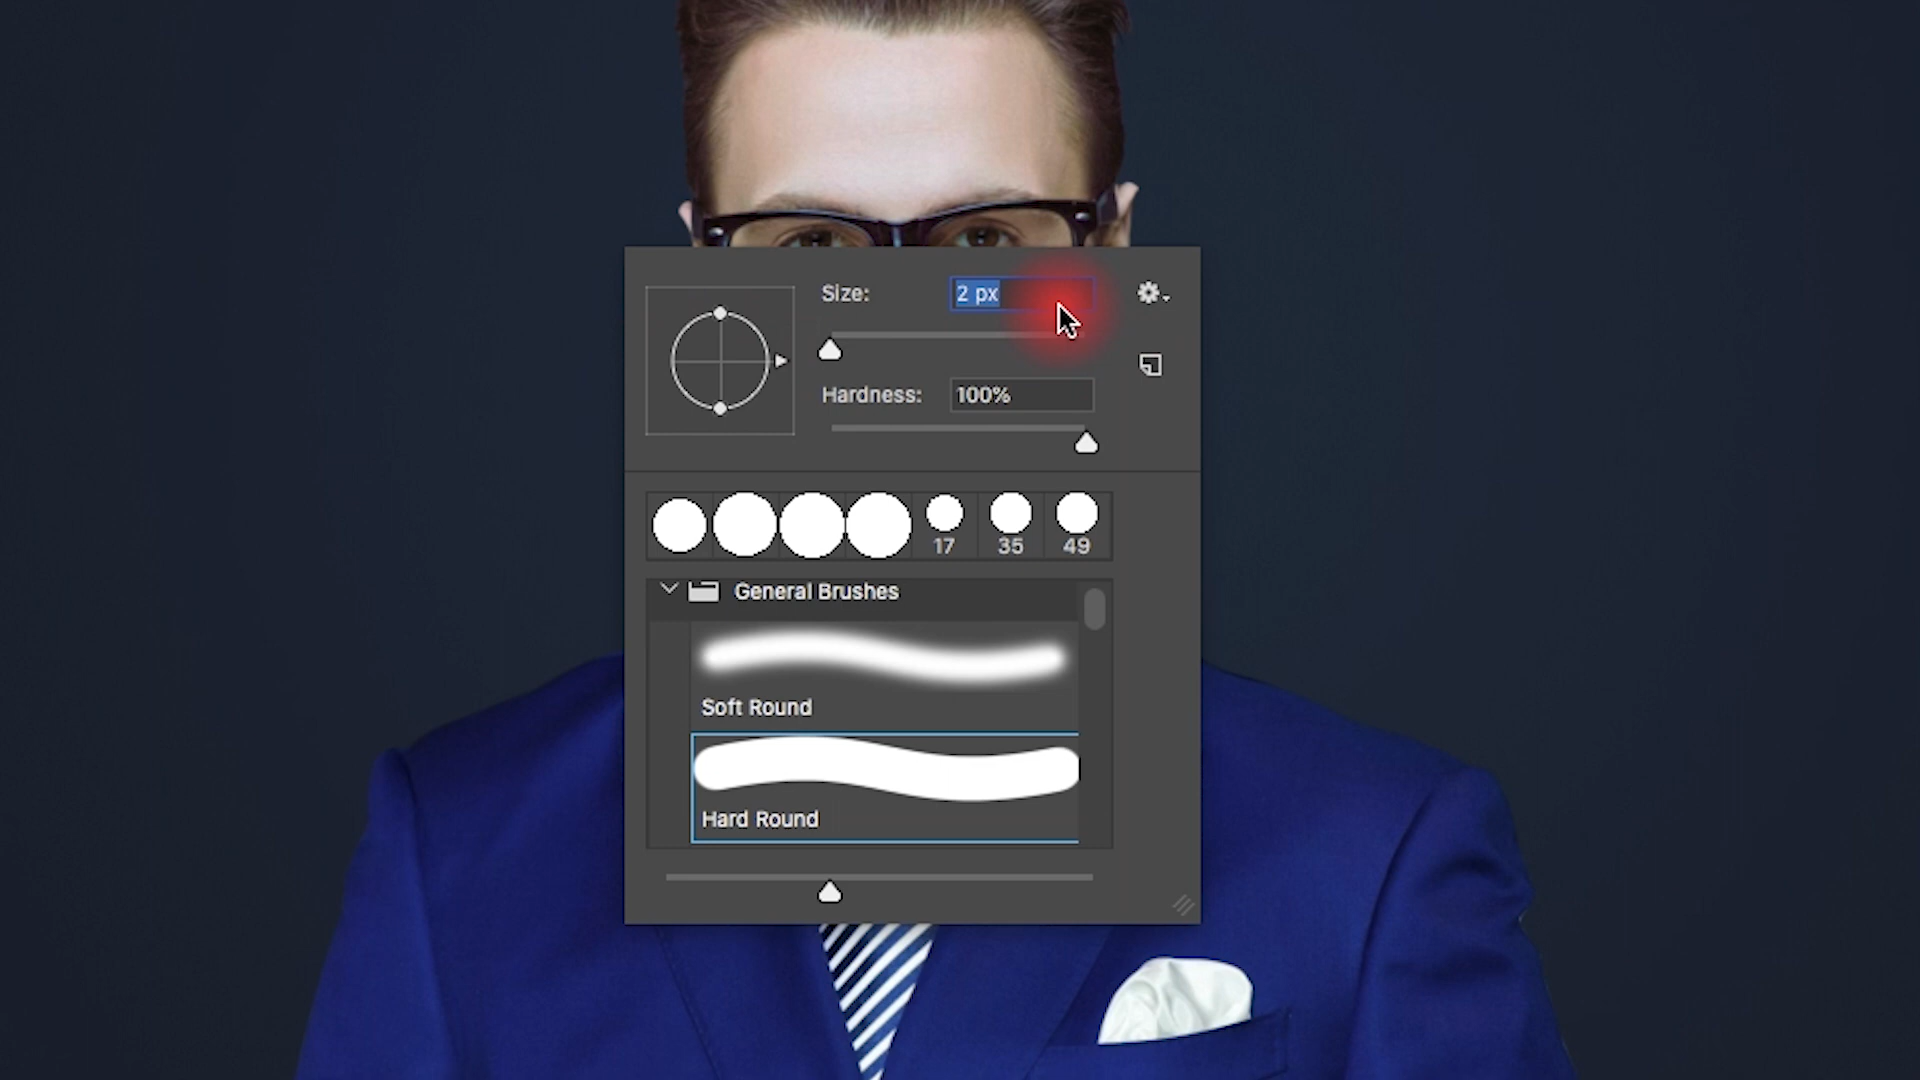 Size: 2 px
Hardness: 100%
17 35 49
General Brushes
Soft Round
Hard Round